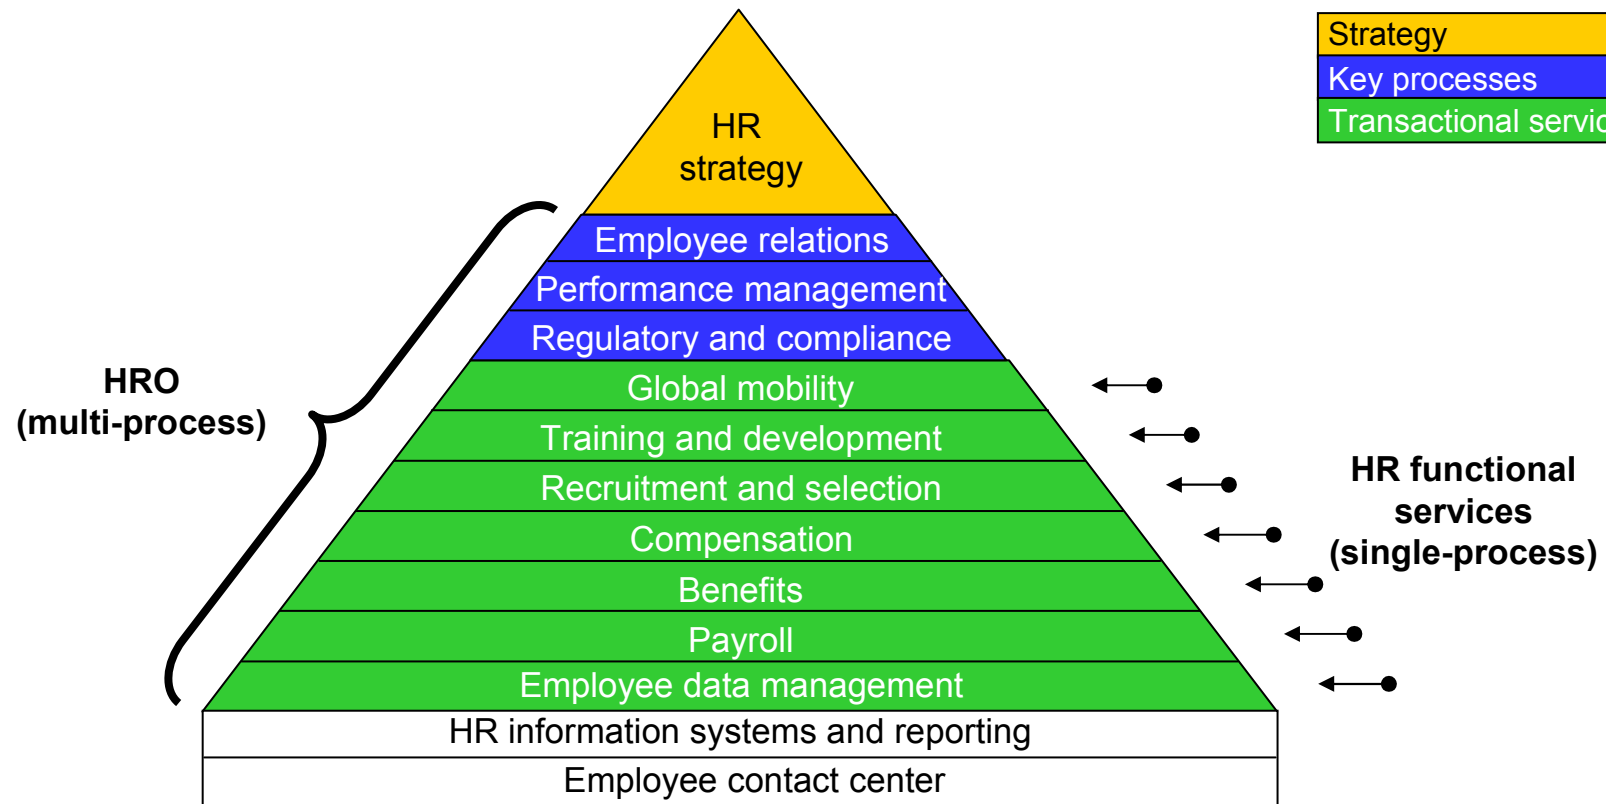 Strategy
Key processes
HR
strategy
Employee relations
Performance management
Regulatory and compliance
Global mobility
Training and development
Recruitment and selection
Compensation
Benefits
Payroll
Employee data management
HR information systems and reporting
Employee contact center
HRO
(multi-process)
HR functional
services
(single-process)
Transactional